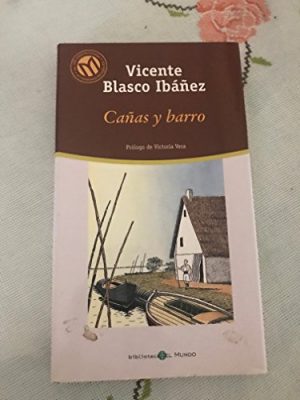 Vicente
Blasco Ibáñez
Cañas y barro
Prólogo de Victoria Vera
biblioteca EL MUNDO